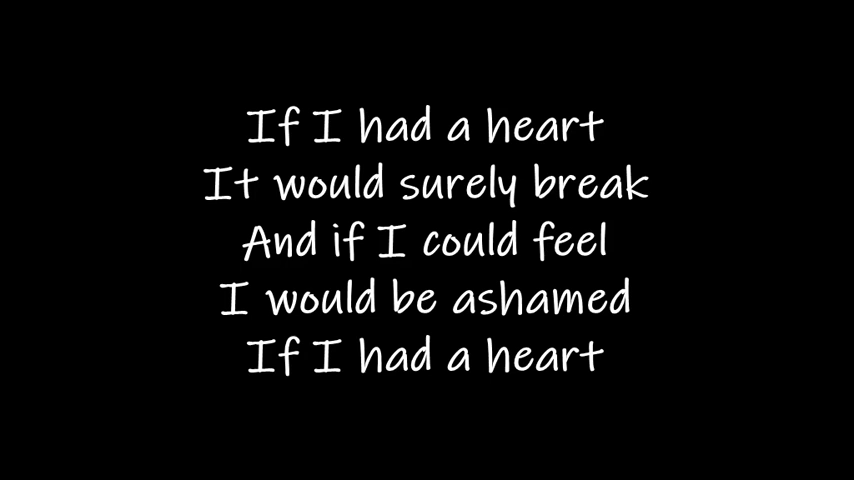 If I had a heart
It would surely break
And if I could feel
I would be ashamed
If I had a heart